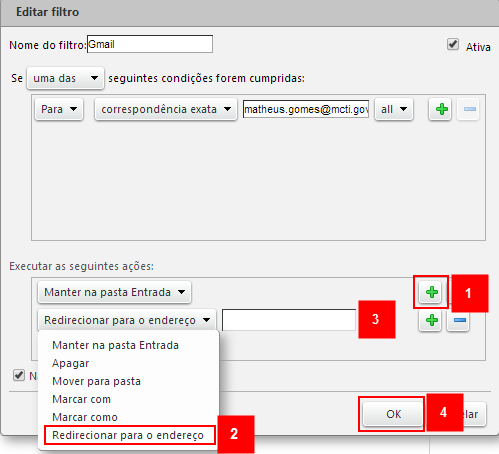 Editar filtro
Nome do filtro: Gmail Ativa
Se uma das seguintes condições forem cumpridas:
Para correspondência exata matheus.gomes@mcti.gov all
Executar as seguintes ações:
Manter na pasta Entrada 1
Redirecionar para o endereço 3
Manter na pasta Entrada
Apagar
Mover para pasta
Marcar com
Marcar como
Redirecionar para o endereço 2
OK 4